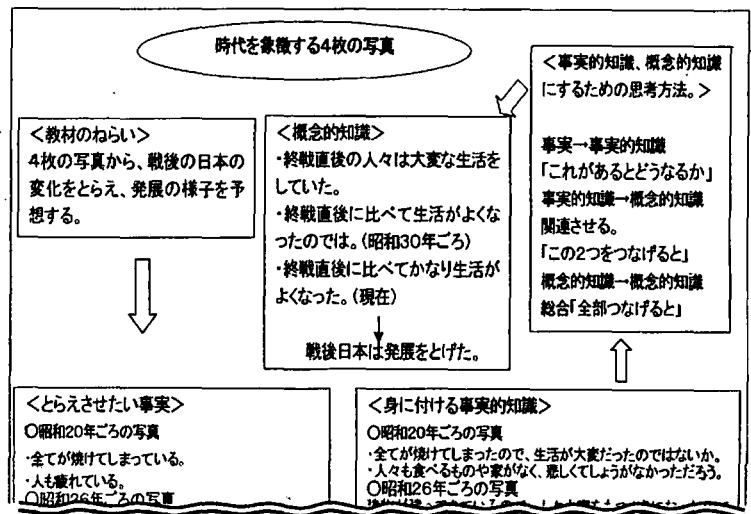 時代を象徴する4枚の写真
<教材のねらい>
4枚の写真から、戦後の日本の
変化をとらえ、発展の様子を予
想する。
<概念的知識>
・終戦直後の人々は大変な生活を
していた。
・終戦直後に比べて生活がよくな
ったのでは。(昭和30年ごろ)
・終戦直後に比べてかなり生活が
よくなった。(現在)
戦後日本は発展をとげた。
<事実的知識、概念的知識
にするための思考方法。>
事実→事実的知識
「これがあるとどうなるか」
事実的知識→概念的知識
関連させる。
「この2つをつなげると」
概念的知識→概念的知識
総合「全部つなげると」
<とらえさせたい事実>
○昭和20年ごろの写真
・全てが焼けてしまっている。
・人も疲れている。
○昭和26年ごろの写真
<身に付ける事実的知識>
○昭和20年ごろの写真
・全てが焼けてしまったので、生活が大変だったのではないか。
・人々も食べるものや家がなく、悲しくてしょうがなかっただろう。
○昭和26年ごろの写真